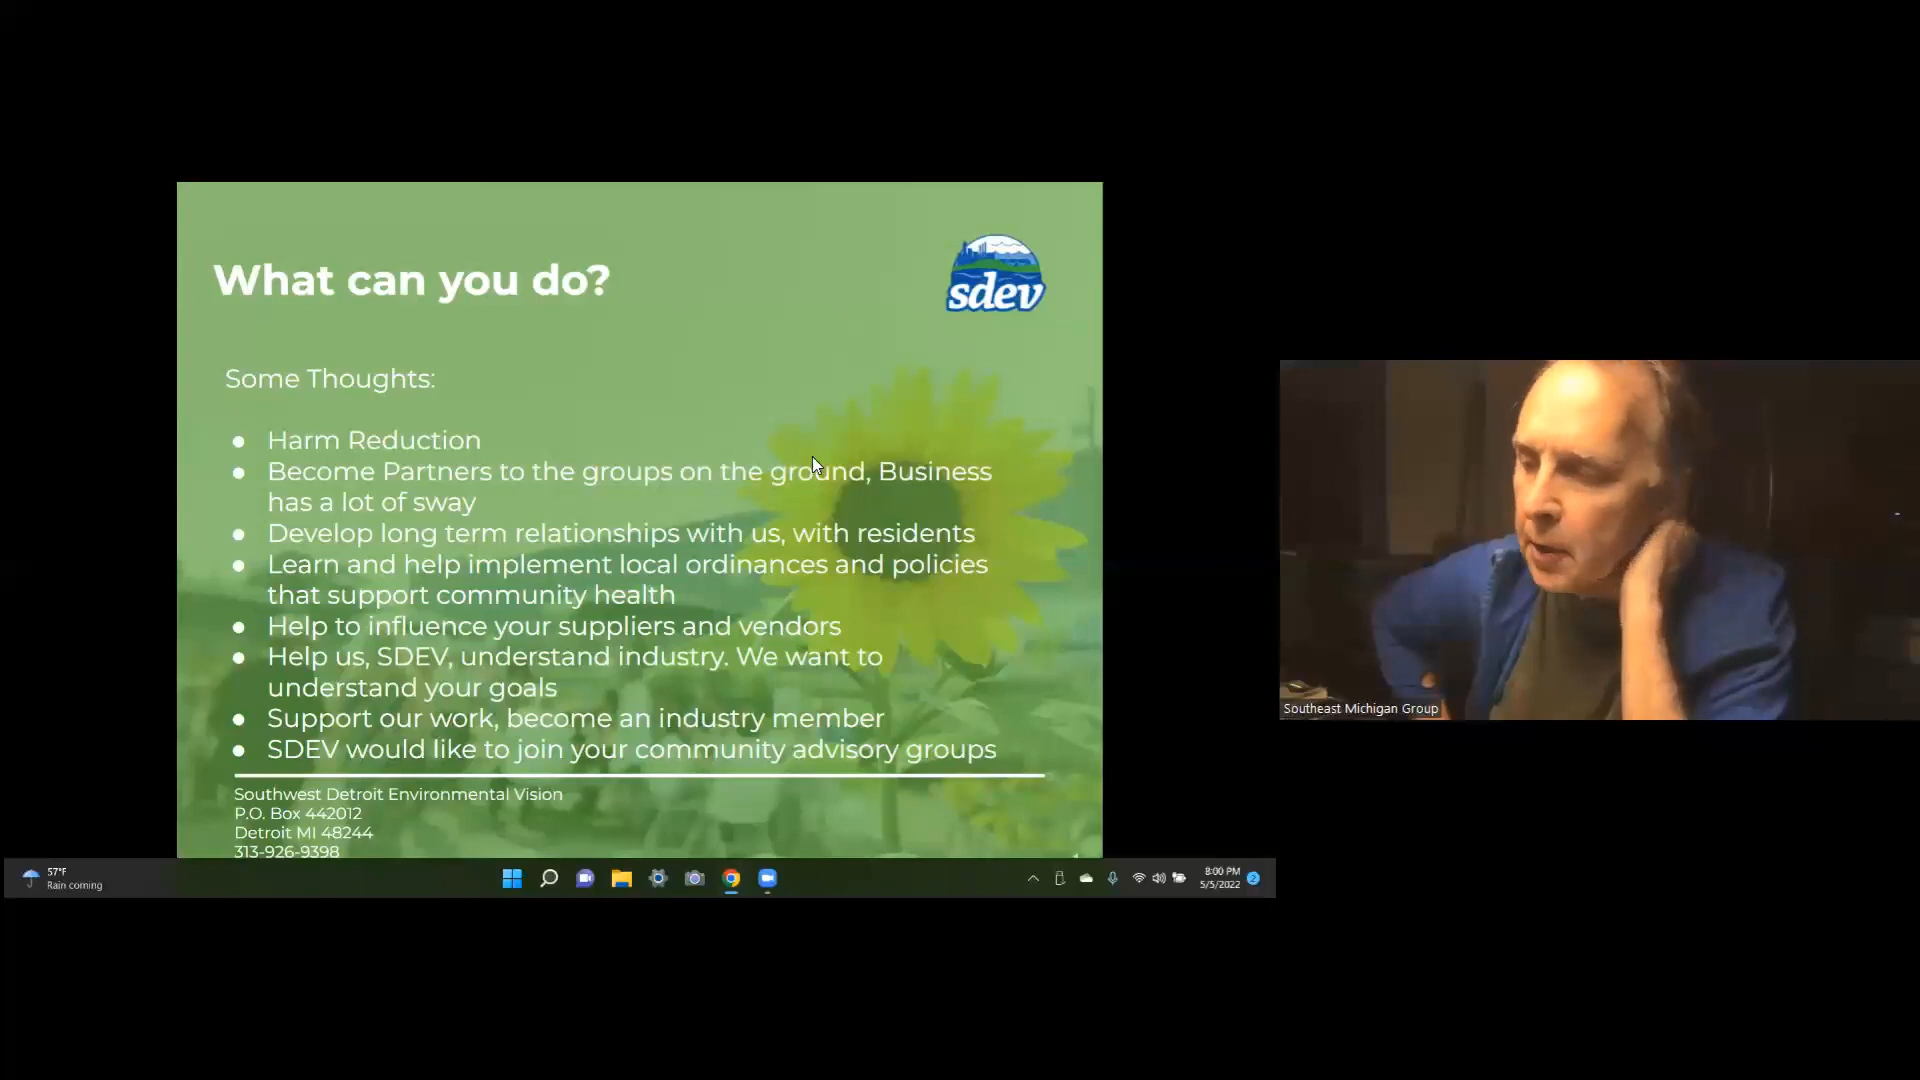 What can you do?
sdev
Some Thoughts:
● Harm Reduction
● Become Partners to the groups on the ground, Business
has a lot of sway
● Develop long term relationships with us, with residents
● Learn and help implement local ordinances and policies
that support community health
● Help to influence your suppliers and vendors
● Help us, SDEV, understand industry. We want to
understand your goals
● Support our work, become an industry member
● SDEV would like to join your community advisory groups
Southwest Detroit Environmental Vision
P.O. Box 442012
Detroit MI 48244
313-926-9398
Southeast Michigan Group
57°F
Rain coming
8:00 PM
5/5/2022
2